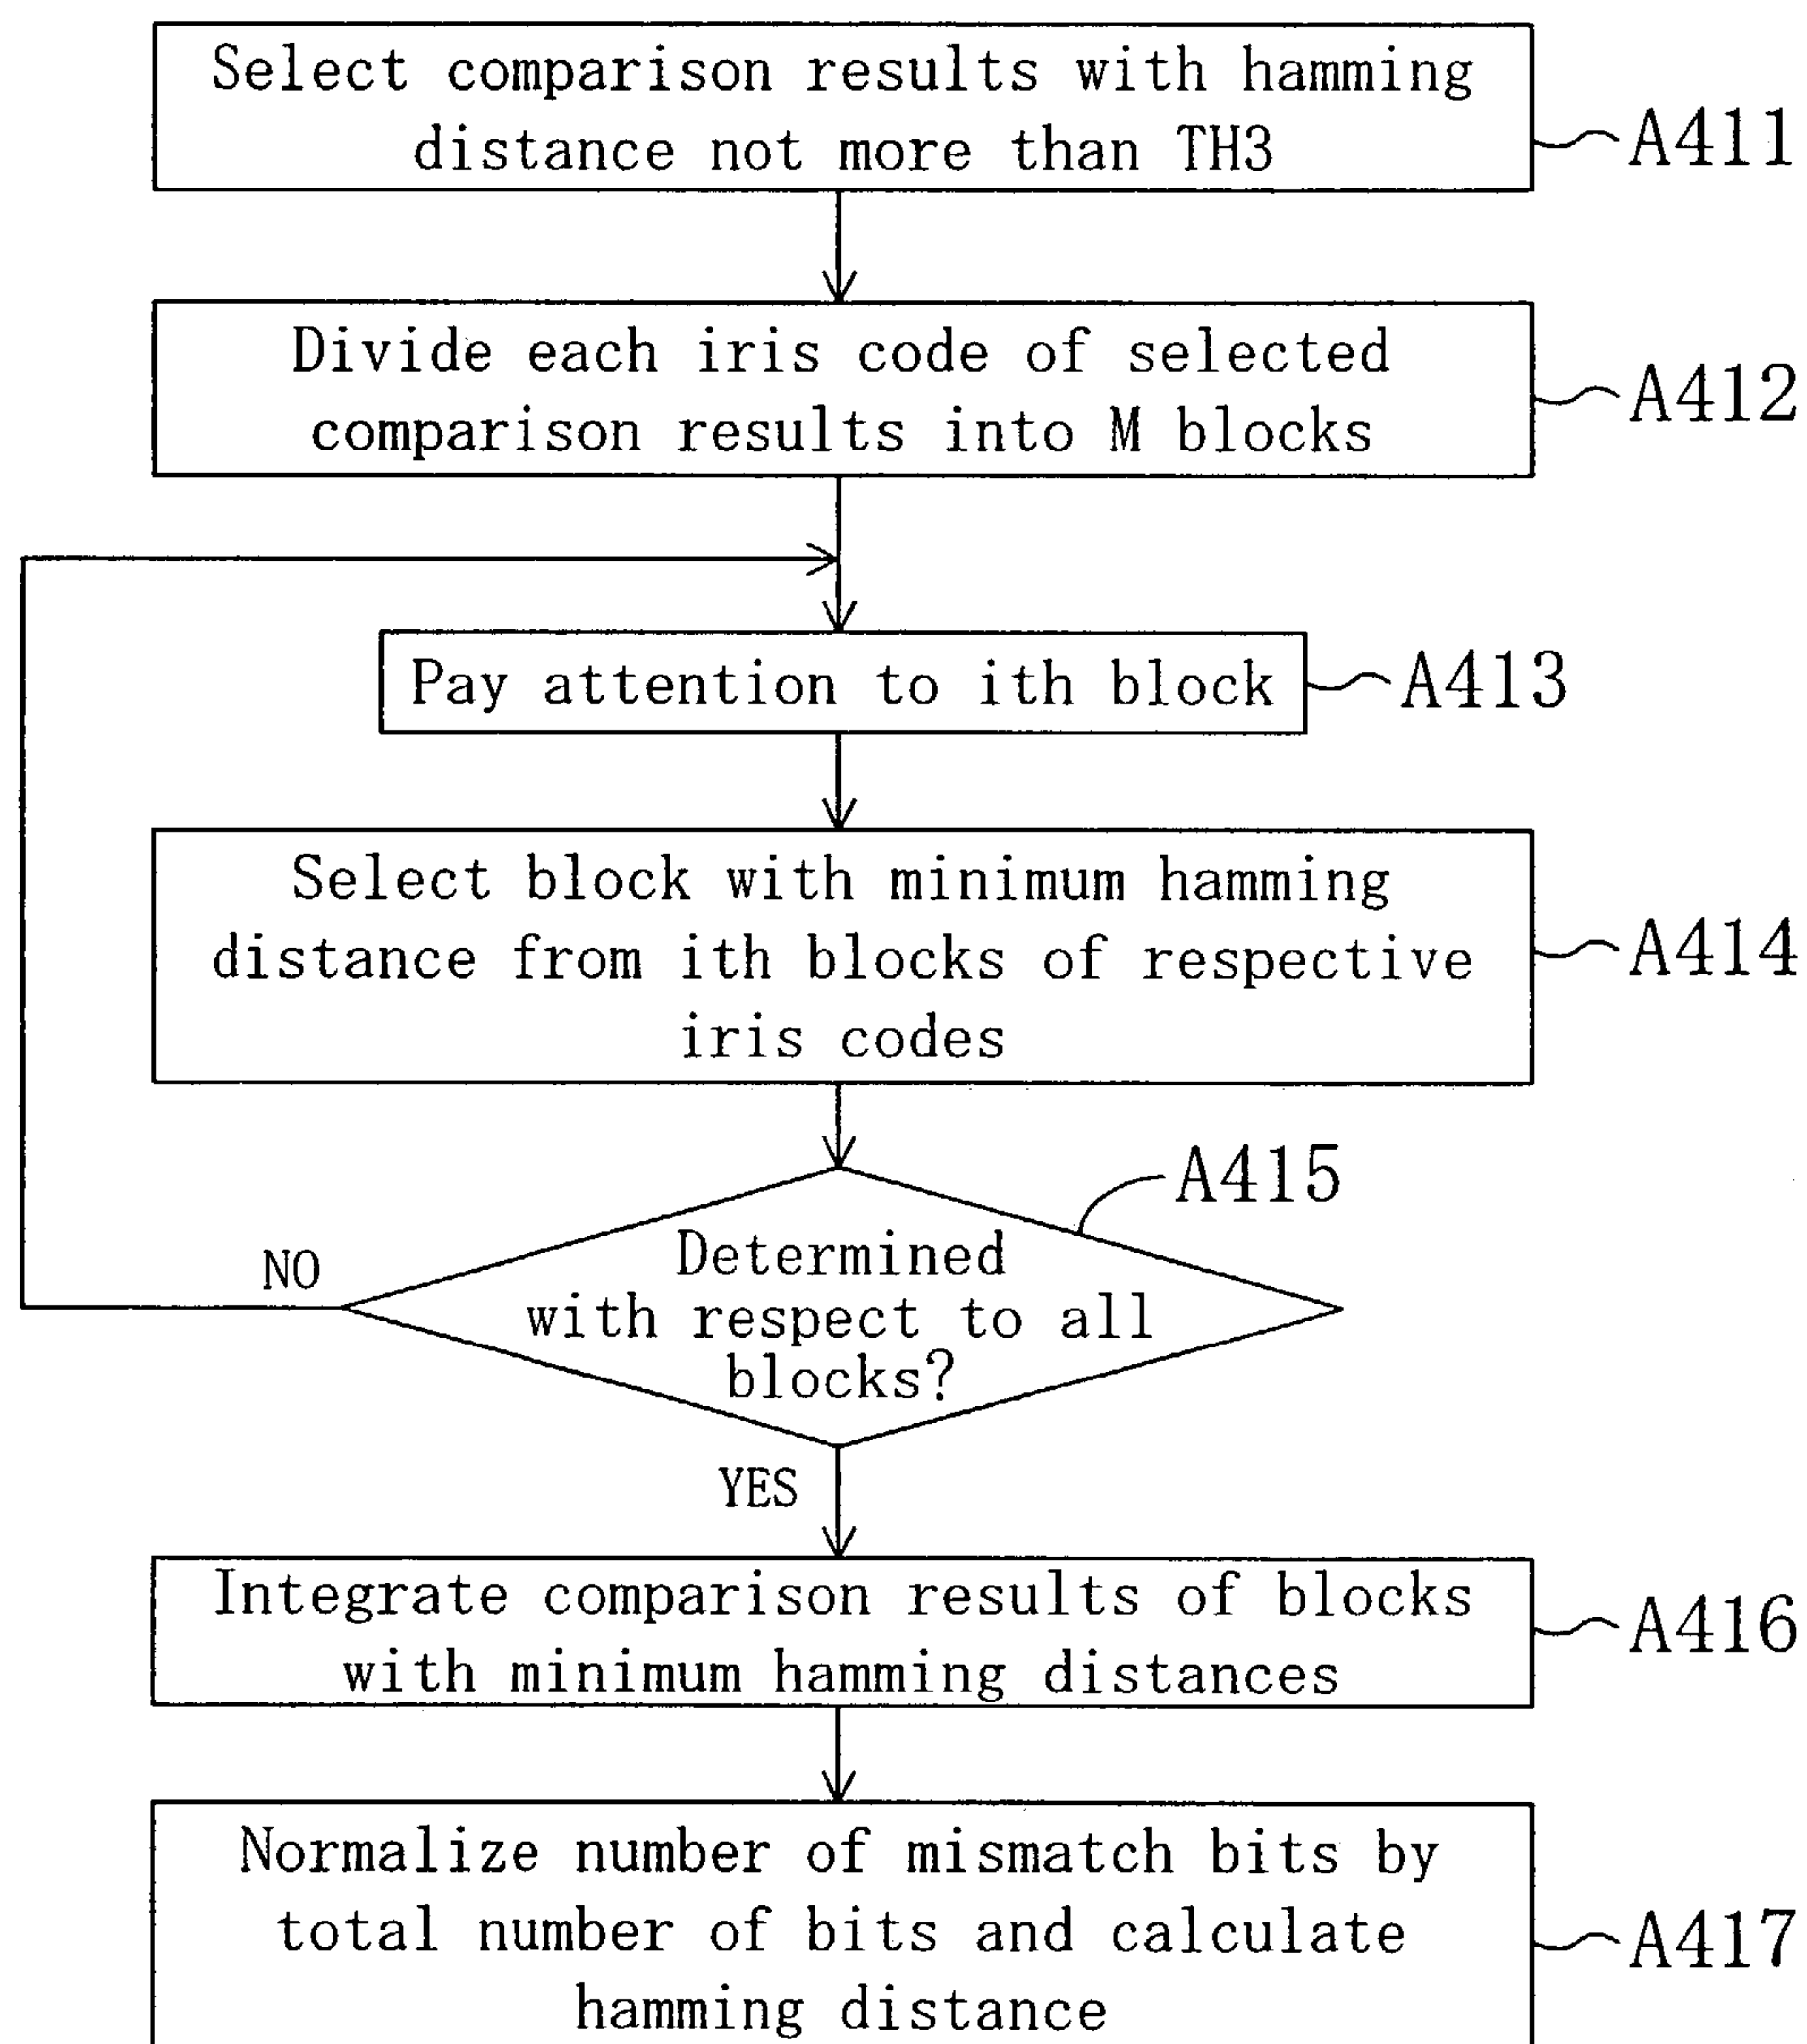 Select comparison results with hamming
distance not more than TH3
A411
Divide each iris code of selected
comparison results into M blocks
A412
Pay attention to ith block
A413
Select block with minimum hamming
distance from ith blocks of respective
iris codes
A414
A415
Determined
with respect to all
blocks?
NO
YES
Integrate comparison results of blocks
with minimum hamming distances
A416
Normalize number of mismatch bits by
total number of bits and calculate
hamming distance
A417